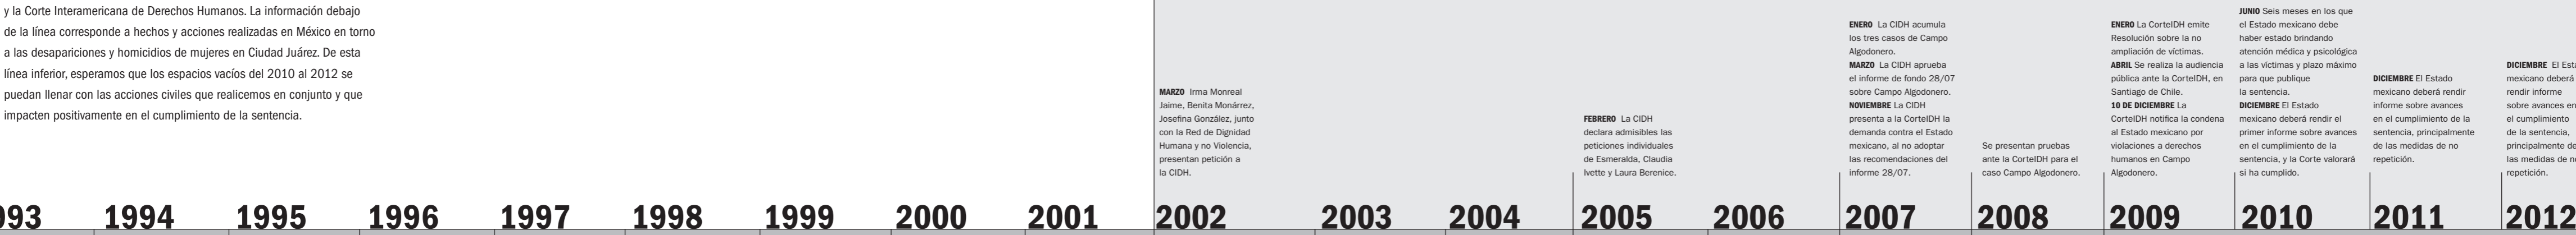 y la Corte Interamericana de Derechos Humanos. La información debajo
de la línea corresponde a hechos y acciones realizadas en México en torno
a las desapariciones y homicidios de mujeres en Ciudad Juárez. De esta
línea inferior, esperamos que los espacios vacíos del 2010 al 2012 se
puedan llenar con las acciones civiles que realicemos en conjunto y que
impacten positivamente en el cumplimiento de la sentencia.
MARZO Irma Monreal
Jaime, Benita Monárrez,
Josefina González, junto
con la Red de Dignidad
Humana y no Violencia,
presentan petición a
la CIDH.
FEBRERO La CIDH
declara admisibles las
peticiones individuales
de Esmeralda, Claudia
Ivette y Laura Berenice.
ENERO La CIDH acumula
los tres casos de Campo
Algodonero.
MARZO La CIDH aprueba
el informe de fondo 28/07
sobre Campo Algodonero.
NOVIEMBRE La CIDH
presenta a la CorteIDH la
demanda contra el Estado
mexicano, al no adoptar
las recomendaciones del
informe 28/07.
Se presentan pruebas
ante la CorteIDH para el
caso Campo Algodonero.
ENERO La CorteIDH emite
Resolución sobre la no
ampliación de víctimas.
ABRIL Se realiza la audiencia
pública ante la CorteIDH, en
Santiago de Chile.
10 DE DICIEMBRE La
CorteIDH notifica la condena
al Estado mexicano por
violaciones a derechos
humanos en Campo
Algodonero.
JUNIO Seis meses en los que
el Estado mexicano debe
haber estado brindando
atención médica y psicológica
a las víctimas y plazo máximo
para que publique
la sentencia.
DICIEMBRE El Estado
mexicano deberá rendir el
primer informe sobre avances
en el cumplimiento de la
sentencia, y la Corte valorará
si ha cumplido.
DICIEMBRE El Estado
mexicano deberá rendir
informe sobre avances
en el cumplimiento de la
sentencia, principalmente
de las medidas de no
repetición.
DICIEMBRE El Est
mexicano deberá
rendir informe
sobre avances en
el cumplimiento
de la sentencia,
principalmente de
las medidas de n
repetición.
93 1994 1995 1996 1997 1998 1999 2000 2001 2002 2003 2004 2005 2006 2007 2008 2009 2010 2011 2012